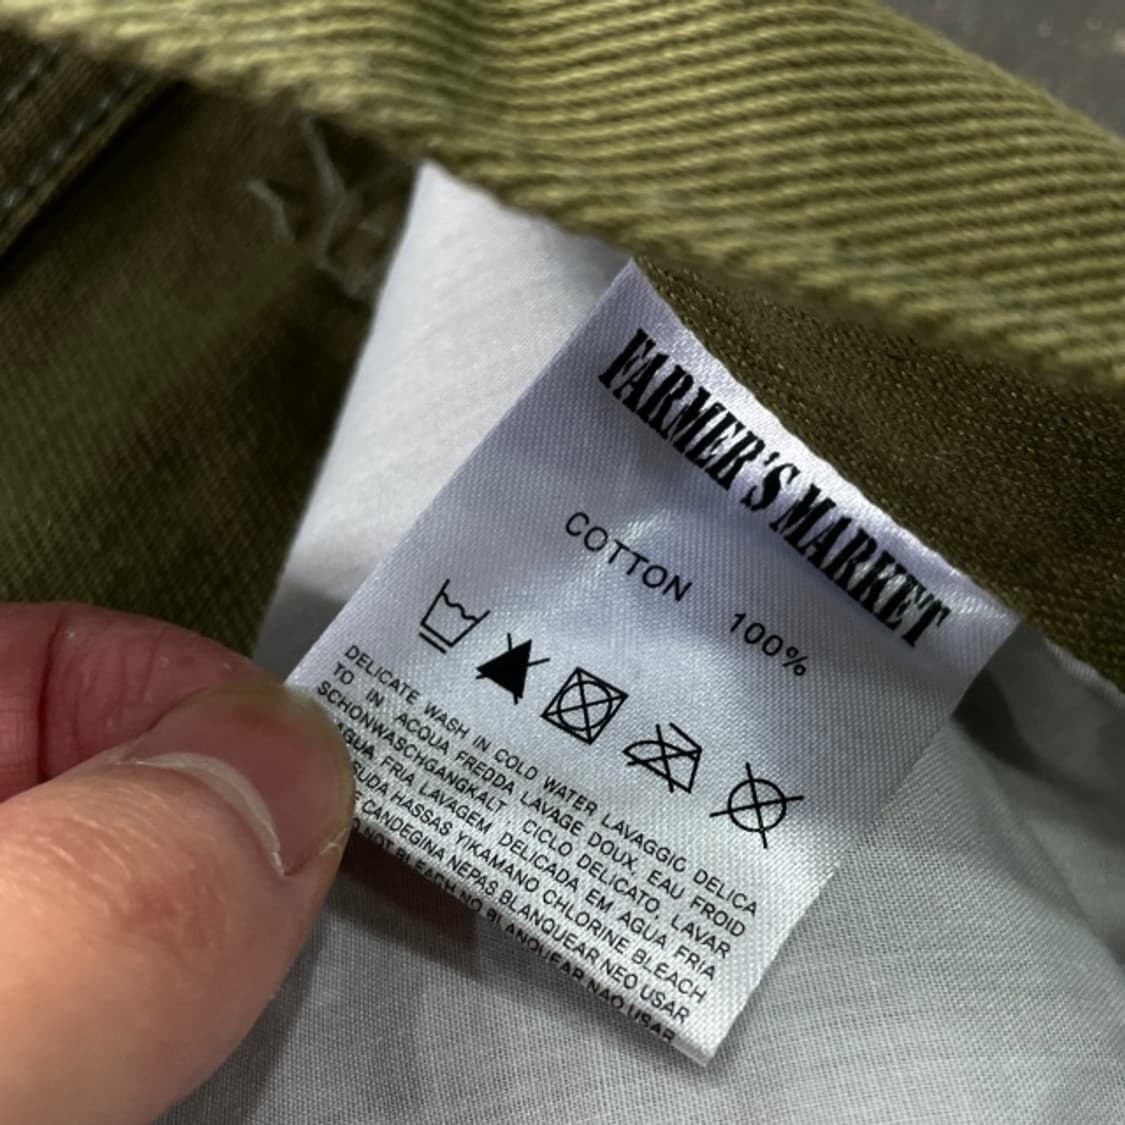 FARMER'S MARKET
COTTON 100%
DELICATE WASH IN COLD WATER LAVAGGIO DELICA
TO IN ACQUA FREDDA LAVAGE DOUX, EAU FROID
SCHONWASCHGANGKALT CICLO DELICATO, LAVAR
AGUA FRIA LAVAGEM DELICADA EM AGUA FRIA
SUDA HASSAS YIKAMANO CHLORINE BLEACH
E CANDEGINA NEPAS BLANQUEAR NEO USAR
NOT BLEACH NO BLANQUEAR NAO USAR